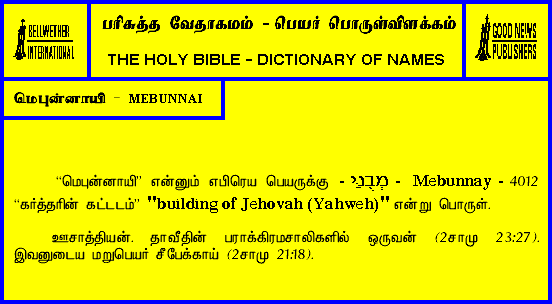 BELLWETHER
INTERNATIONAL
பரிசுத்த வேதாகமம் - பெயர் பொருள்விளக்கம்
THE HOLY BIBLE - DICTIONARY OF NAMES
GOOD NEWS
PUBLISHERS
மெபுன்னாயி - MEBUNNAI
“மெபுன்னாயி” என்னும் எபிரெய பெயருக்கு - מְבֻנַּי - Mebunnay - 4012
“கர்த்தரின் கட்டடம்” "building of Jehovah (Yahweh)" என்று பொருள்.
ஊசாத்தியன். தாவீதின் பராக்கிரமசாலிகளில் ஒருவன் (2சாமு 23:27).
இவனுடைய மறுபெயர் சீபேக்காய் (2சாமு 21:18).